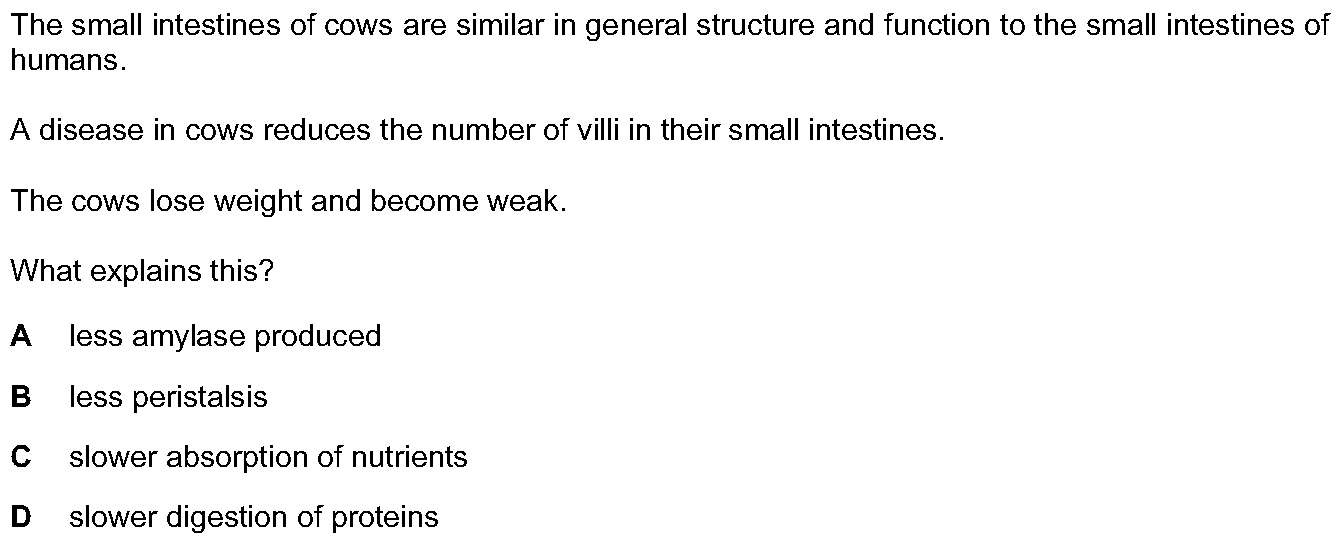 The small intestines of cows are similar in general structure and function to the small intestines of
humans.
A disease in cows reduces the number of villi in their small intestines.
The cows lose weight and become weak.
What explains this?
A less amylase produced
B less peristalsis
C slower absorption of nutrients
D slower digestion of proteins